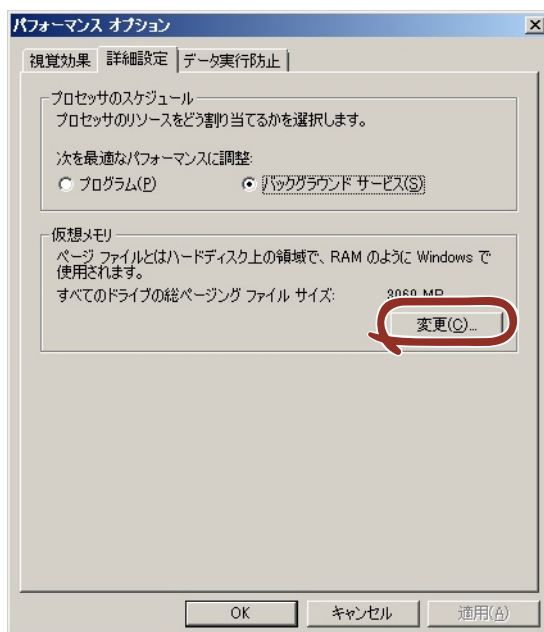 パフォーマンス オプション
視覚効果 詳細設定 データ実行防止
プロセッサのスケジュール
プロセッサのリソースをどう割り当てるかを選択します。
次を最適なパフォーマンスに調整:
プログラム(P) バックグラウンド サービス(S)
仮想メモリ
ページ ファイルとはハードディスク上の領域で、RAM のように Windows で
使用されます。
すべてのドライブの総ページング ファイル サイズ: MB
変更(C)...
OK キャンセル 適用(A)